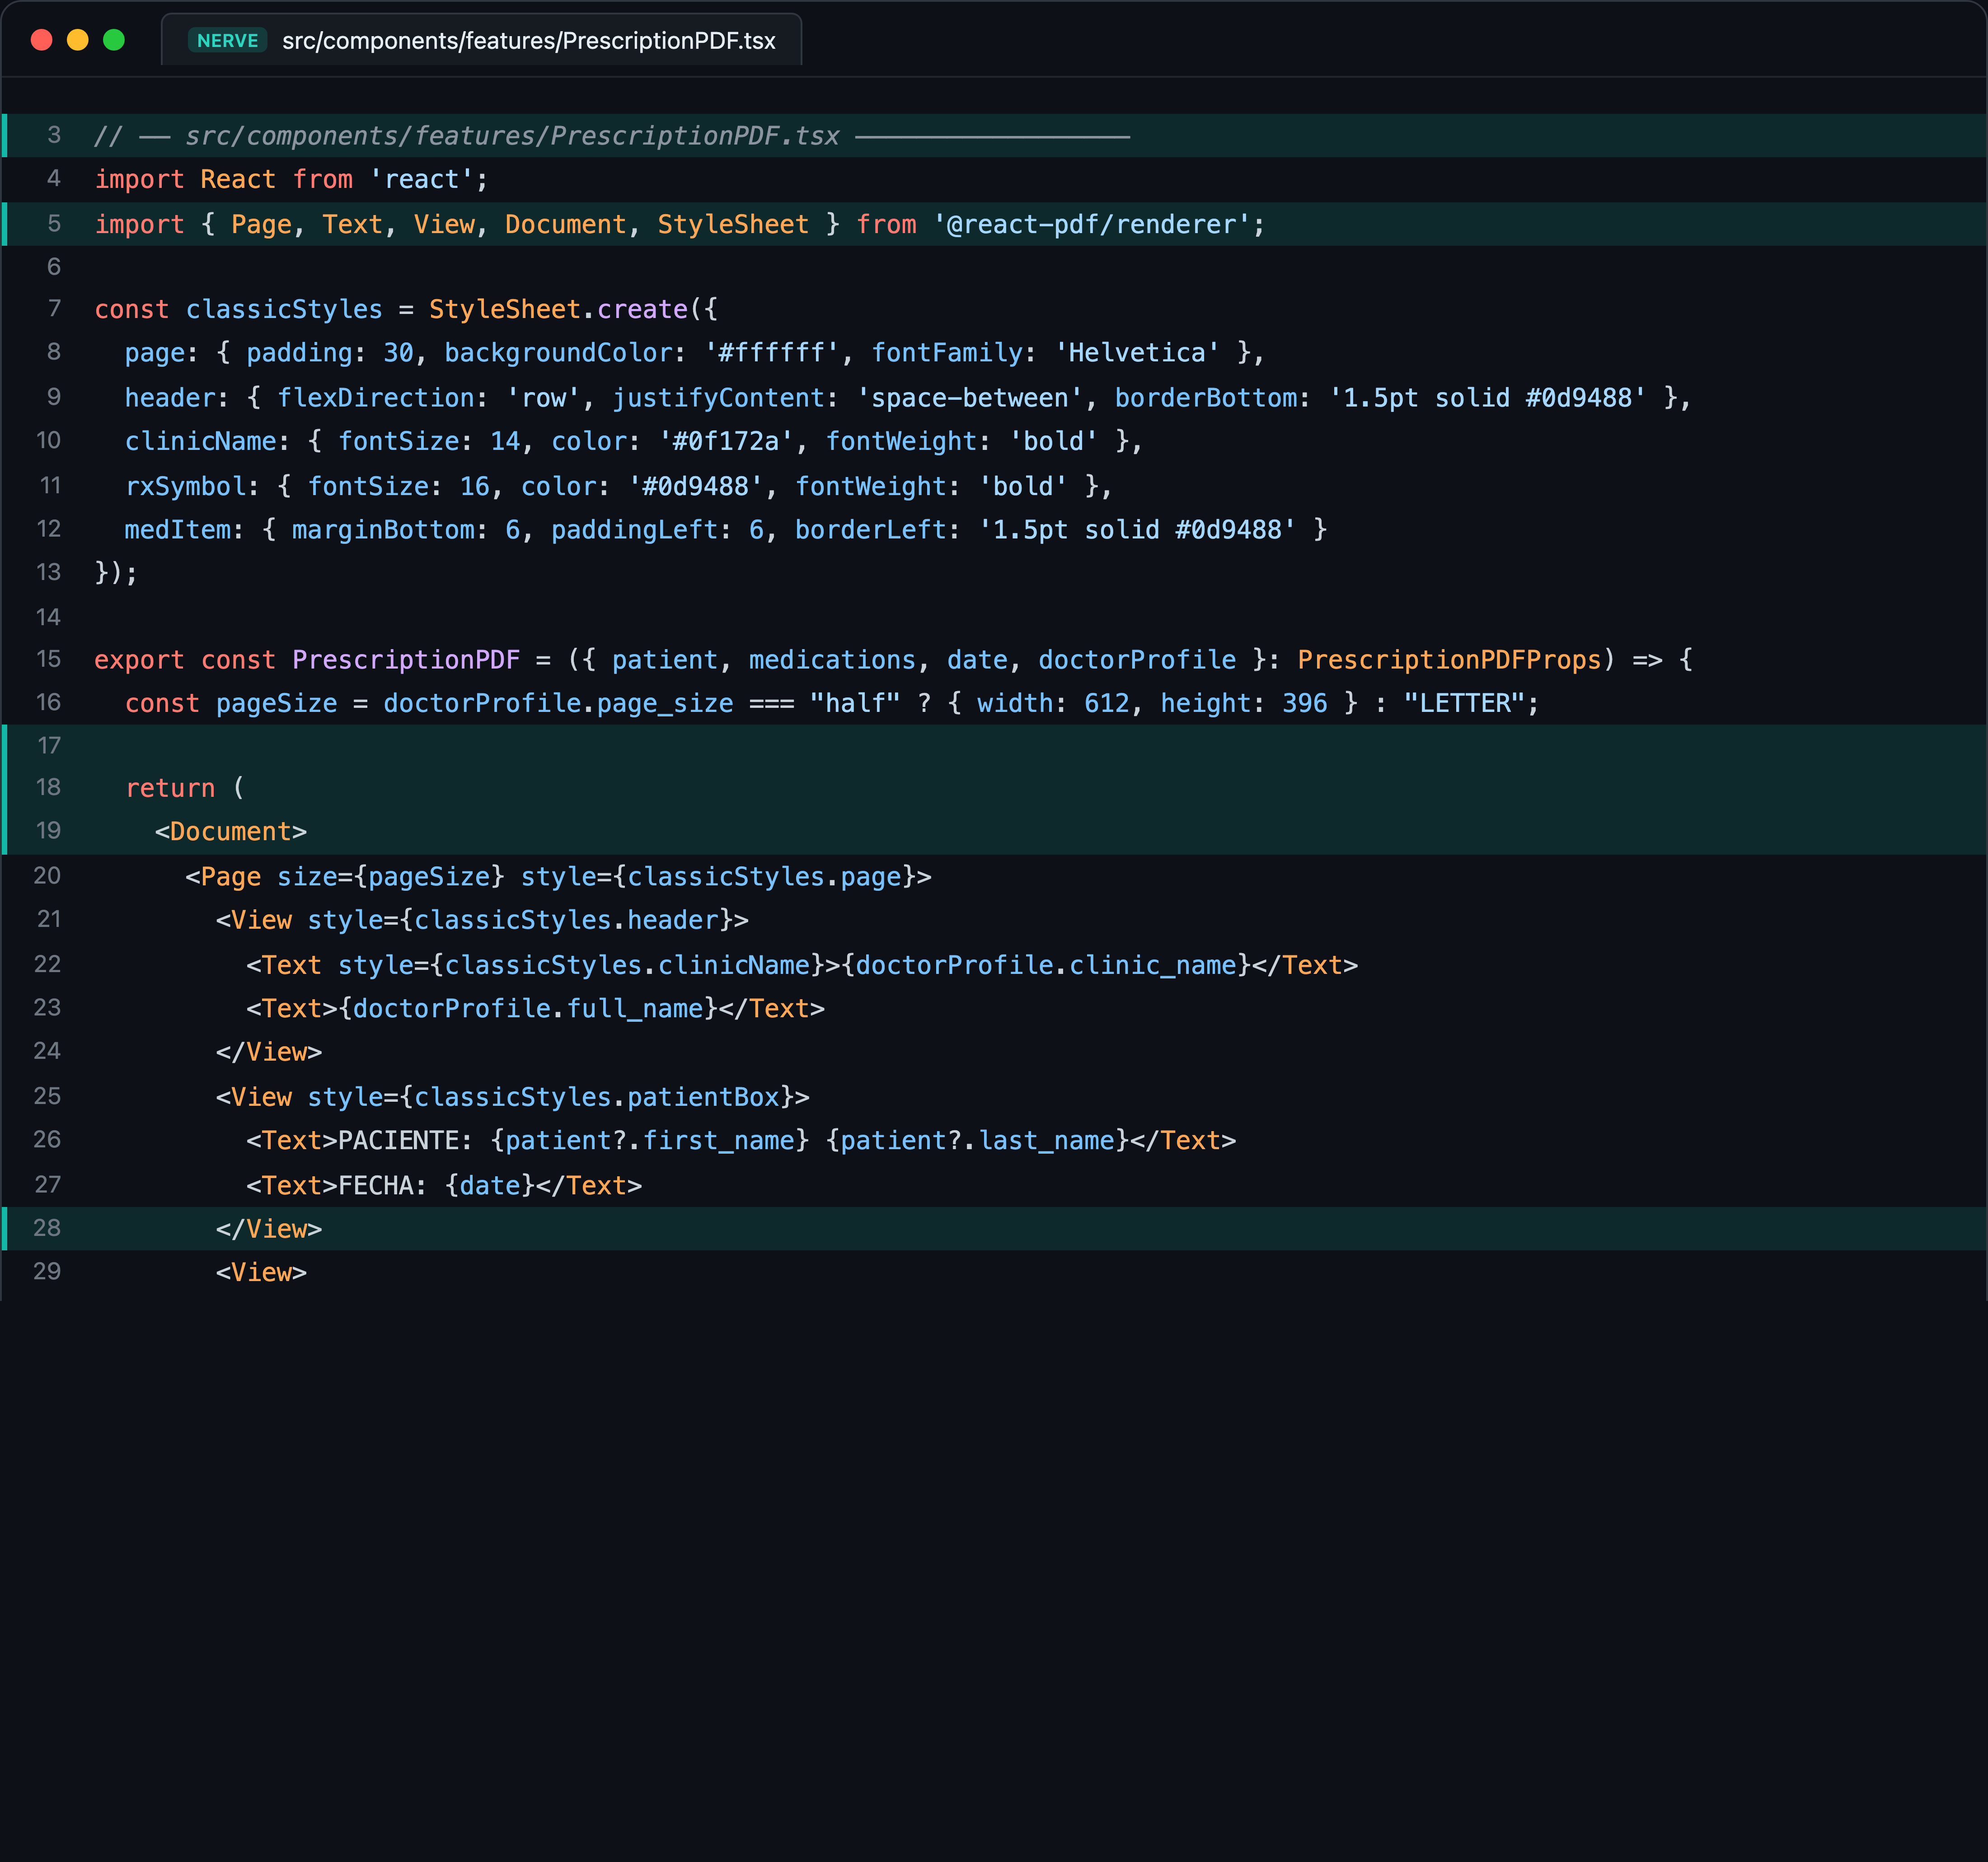 NERVE src/components/features/PrescriptionPDF.tsx
3 // —— src/components/features/PrescriptionPDF.tsx ——————————————————
4 import React from 'react';
5 import { Page, Text, View, Document, StyleSheet } from '@react-pdf/renderer';
6
7 const classicStyles = StyleSheet.create({
8   page: { padding: 30, backgroundColor: '#ffffff', fontFamily: 'Helvetica' },
9   header: { flexDirection: 'row', justifyContent: 'space-between', borderBottom: '1.5pt solid #0d9488' },
10   clinicName: { fontSize: 14, color: '#0f172a', fontWeight: 'bold' },
11   rxSymbol: { fontSize: 16, color: '#0d9488', fontWeight: 'bold' },
12   medItem: { marginBottom: 6, paddingLeft: 6, borderLeft: '1.5pt solid #0d9488' }
13 });
14
15 export const PrescriptionPDF = ({ patient, medications, date, doctorProfile }: PrescriptionPDFProps) => {
16   const pageSize = doctorProfile.page_size === "half" ? { width: 612, height: 396 } : "LETTER";
17
18   return (
19     <Document>
20       <Page size={pageSize} style={classicStyles.page}>
21         <View style={classicStyles.header}>
22           <Text style={classicStyles.clinicName}>{doctorProfile.clinic_name}</Text>
23           <Text>{doctorProfile.full_name}</Text>
24         </View>
25         <View style={classicStyles.patientBox}>
26           <Text>PACIENTE: {patient?.first_name} {patient?.last_name}</Text>
27           <Text>FECHA: {date}</Text>
28         </View>
29         <View>